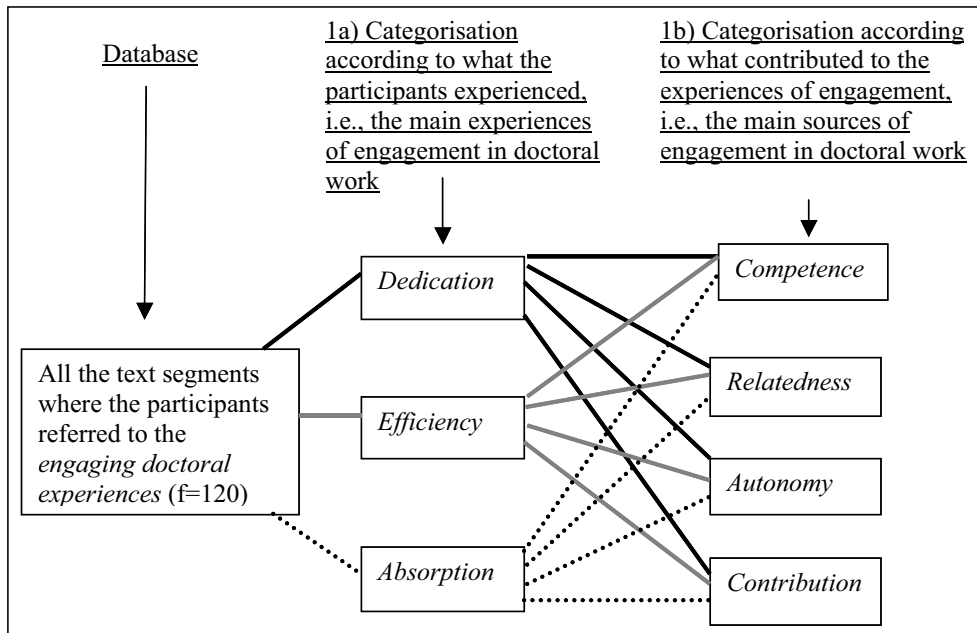 Database
1a) Categorisation
according to what the
participants experienced,
i.e., the main experiences
of engagement in doctoral
work
1b) Categorisation according
to what contributed to the
experiences of engagement,
i.e., the main sources of
engagement in doctoral work
All the text segments
where the participants
referred to the
engaging doctoral
experiences (f=120)
Dedication
Efficiency
Absorption
Competence
Relatedness
Autonomy
Contribution